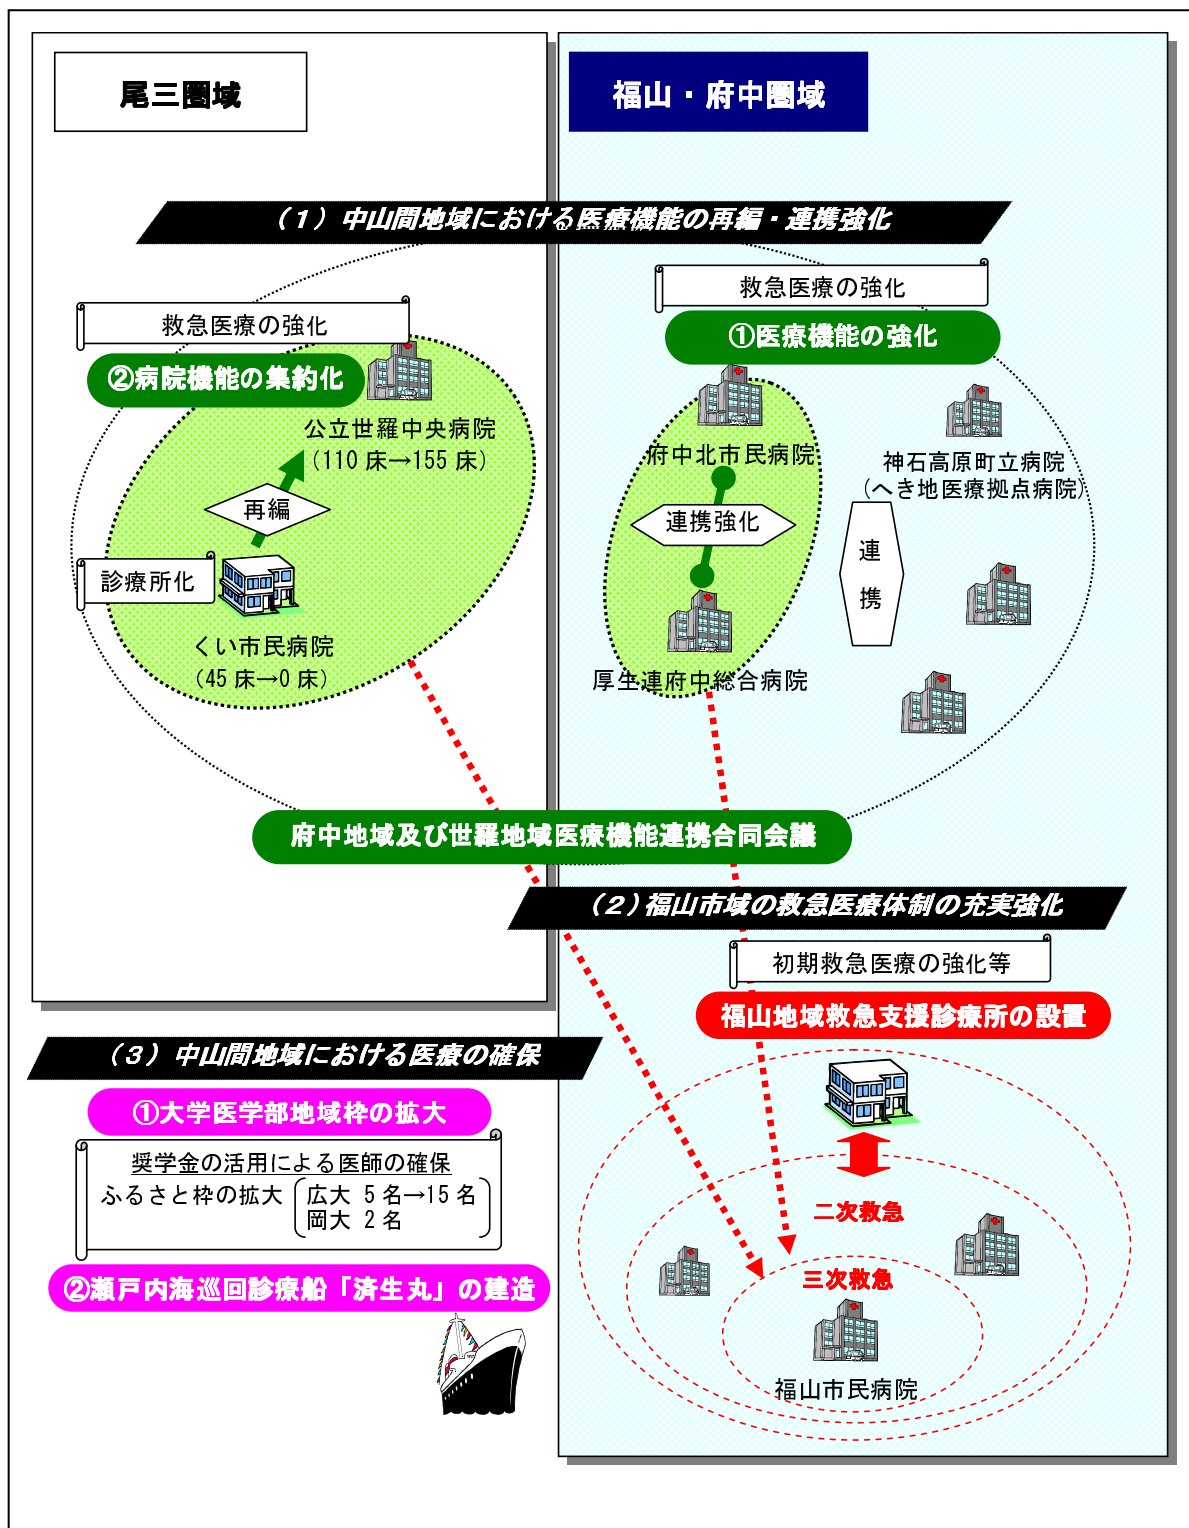 尾三圏域
福山・府中圏域
（1）中山間地域における医療機能の再編・連携強化
救急医療の強化
②病院機能の集約化
公立世羅中央病院
（110 床→155 床）
再編
診療所化
くい市民病院
（45 床→0 床）
救急医療の強化
①医療機能の強化
府中北市民病院
連携強化
厚生連府中総合病院
神石高原町立病院
（へき地医療拠点病院）
連
携
府中地域及び世羅地域医療機能連携合同会議
（2）福山市域の救急医療体制の充実強化
初期救急医療の強化等
福山地域救急支援診療所の設置
二次救急
三次救急
福山市民病院
（3）中山間地域における医療の確保
①大学医学部地域枠の拡大
奨学金の活用による医師の確保
ふるさと枠の拡大 広大 5 名→15 名
岡大 2 名
②瀬戸内海巡回診療船「済生丸」の建造